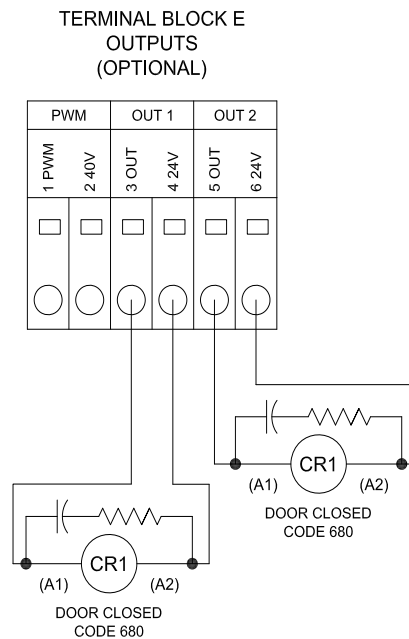 TERMINAL BLOCK E
OUTPUTS
(OPTIONAL)
PWM OUT 1 OUT 2
1 PWM
2 40V
3 OUT
4 24V
5 OUT
6 24V
CR1
(A1) (A2)
DOOR CLOSED
CODE 680
CR1
(A1) (A2)
DOOR CLOSED
CODE 680